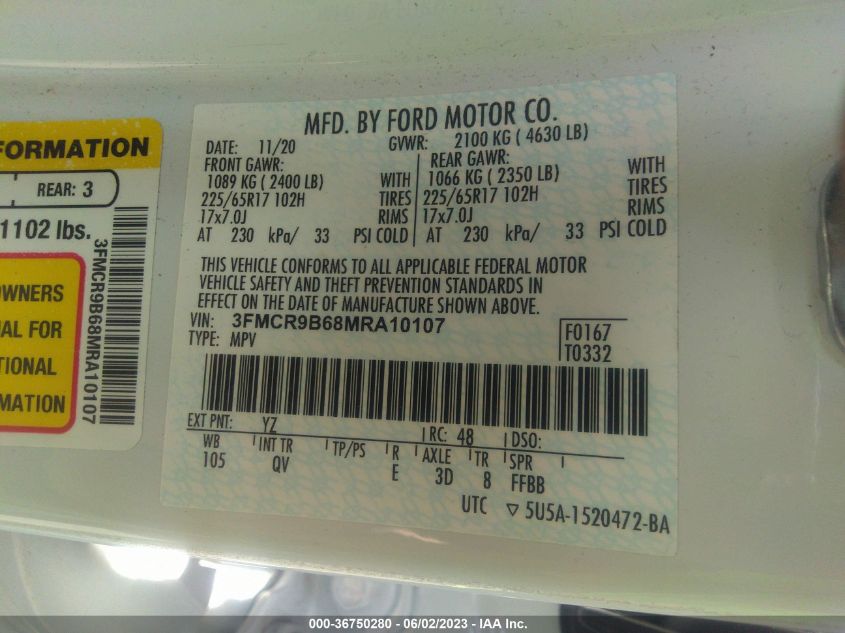 FORMATION
REAR: 3
1102 lbs.
3FMCR9B68MRA10107
OWNERS
AL FOR
TIONAL
MATION
MFD. BY FORD MOTOR CO.
DATE: 11/20 GVWR: 2100 KG ( 4630 LB)
FRONT GAWR: REAR GAWR:
1089 KG ( 2400 LB) WITH 1066 KG ( 2350 LB) WITH
225/65R17 102H TIRES 225/65R17 102H TIRES
17x7.0J RIMS 17x7.0J RIMS
AT 230 kPa/ 33 PSI COLD AT 230 kPa/ 33 PSI COLD
THIS VEHICLE CONFORMS TO ALL APPLICABLE FEDERAL MOTOR
VEHICLE SAFETY AND THEFT PREVENTION STANDARDS IN
EFFECT ON THE DATE OF MANUFACTURE SHOWN ABOVE.
VIN: 3FMCR9B68MRA10107 F0167
TYPE: MPV T0332
EXT PNT: YZ RC: 48 DSO:
WB INT TR TP/PS R AXLE TR SPR
105 QV E 3D 8 FFBB
UTC ▽ 5U5A-1520472-BA
000-36750280 - 06/02/2023 - IAA Inc.